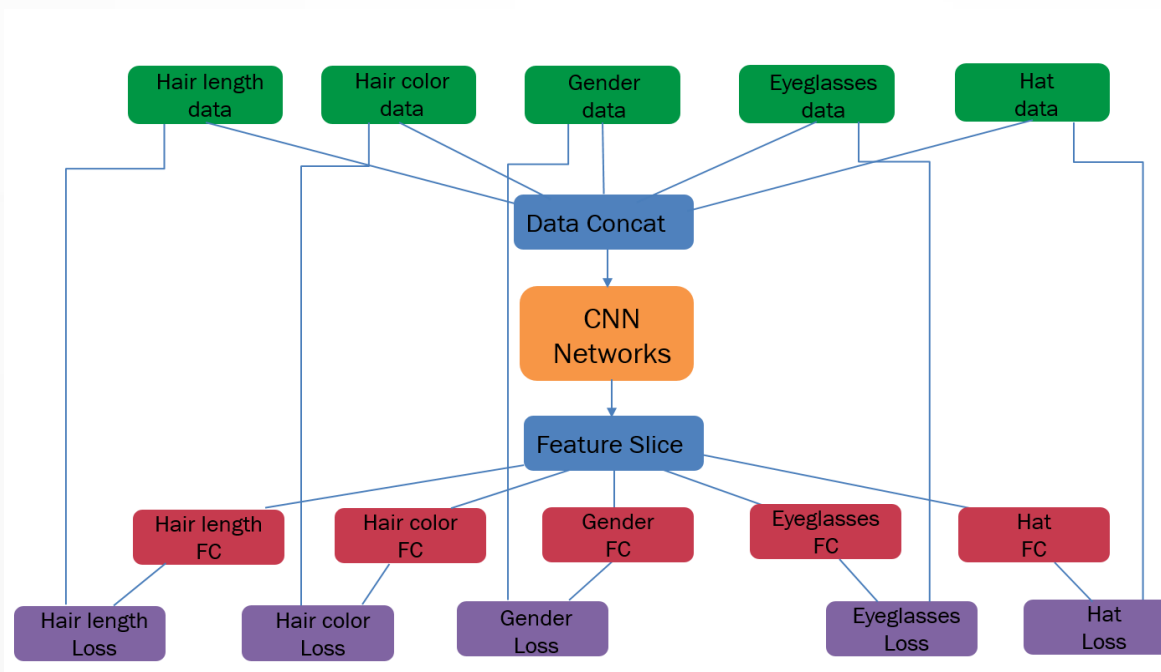 Hair length
data
Hair color
data
Gender
data
Eyeglasses
data
Hat
data
Data Concat
CNN
Networks
Feature Slice
Hair length
FC
Hair color
FC
Gender
FC
Eyeglasses
FC
Hat
FC
Hair length
Loss
Hair color
Loss
Gender
Loss
Eyeglasses
Loss
Hat
Loss